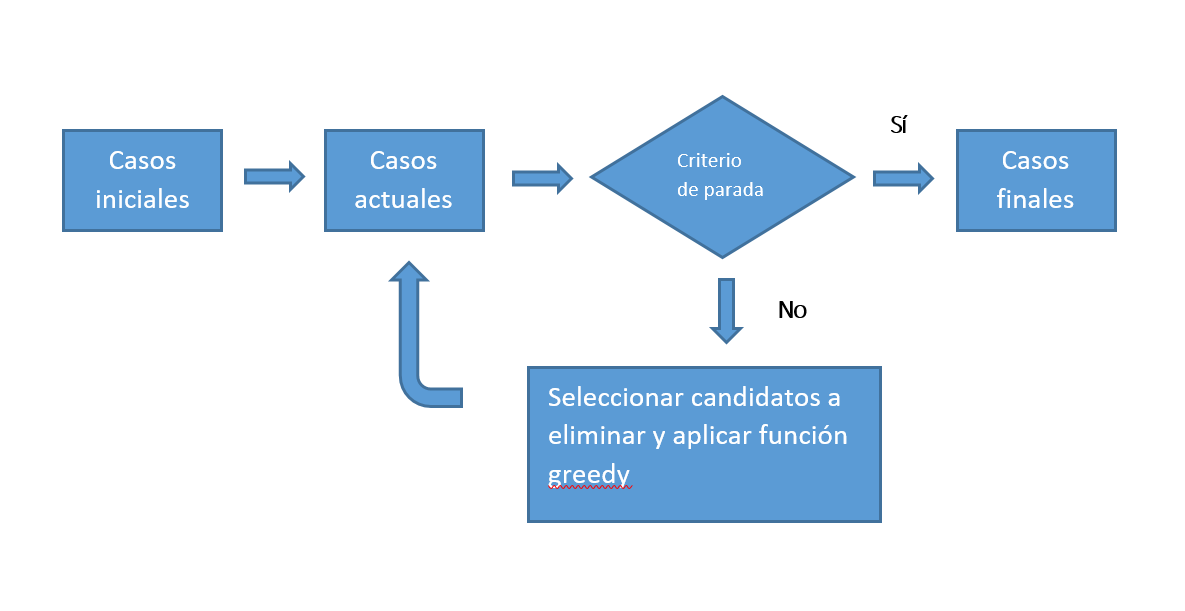 Casos
iniciales
Casos
actuales
Criterio
de parada
Sí
Casos
finales
No
Seleccionar candidatos a
eliminar y aplicar función
greedy